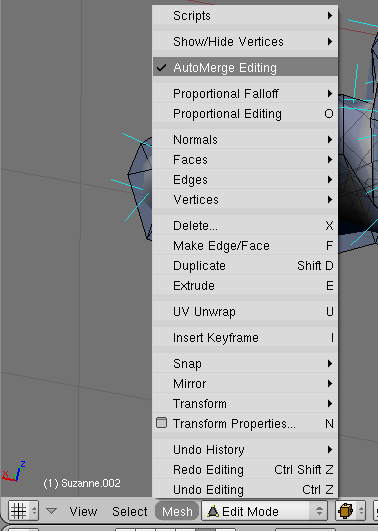 Scripts
Show/Hide Vertices
AutoMerge Editing
Proportional Falloff
Proportional Editing O
Normals
Faces
Edges
Vertices
Delete... X
Make Edge/Face F
Duplicate Shift D
Extrude E
UV Unwrap U
Insert Keyframe I
Snap
Mirror
Transform
Transform Properties... N
Undo History
Redo Editing Ctrl Shift Z
Undo Editing Ctrl Z
x z
(1) Suzanne.002
View Select Mesh Edit Mode